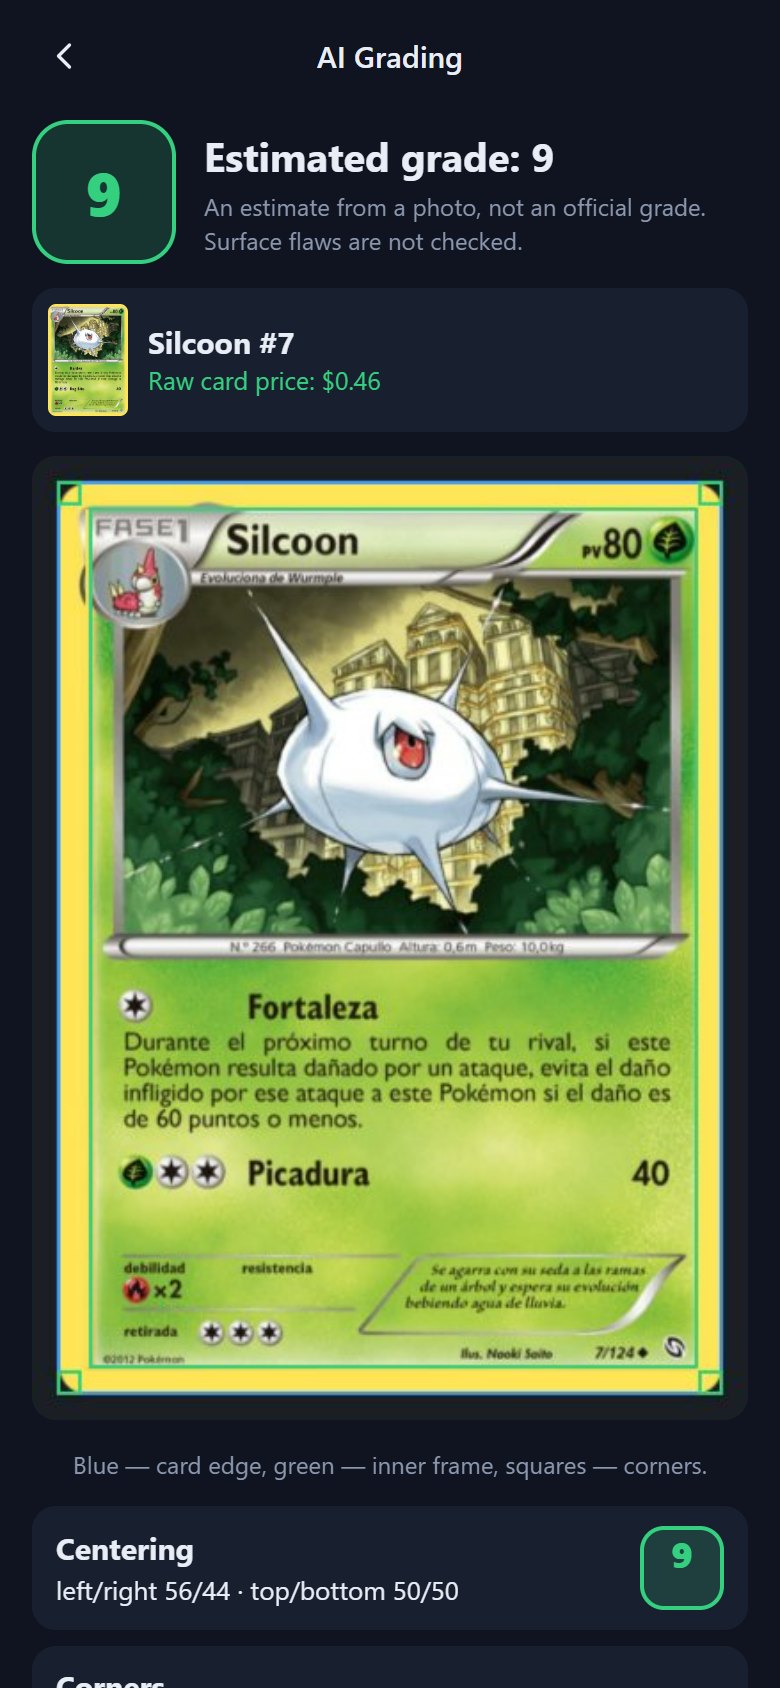 AI Grading
9
Estimated grade: 9
An estimate from a photo, not an official grade.
Surface flaws are not checked.
Silcoon #7
Raw card price: $0.46
FASE1
Silcoon
PV80
Evoluciona de Wurmple
N.º 266 Pokémon Capullo Altura: 0,6m Peso: 10,0kg
Fortaleza
Durante el próximo turno de tu rival, si este
Pokémon resulta dañado por un ataque, evita el daño
infligido por ese ataque a este Pokémon si el daño es
de 60 puntos o menos.
Picadura 40
debilidad resistencia
×2
Se agarra con su seda a las ramas
de un árbol y espera su evolución
bebiendo agua de lluvia.
retirada
©2012 Pokémon
Ilus. Naoki Saito
7/124
Blue — card edge, green — inner frame, squares — corners.
Centering
left/right 56/44 · top/bottom 50/50
9
Corners